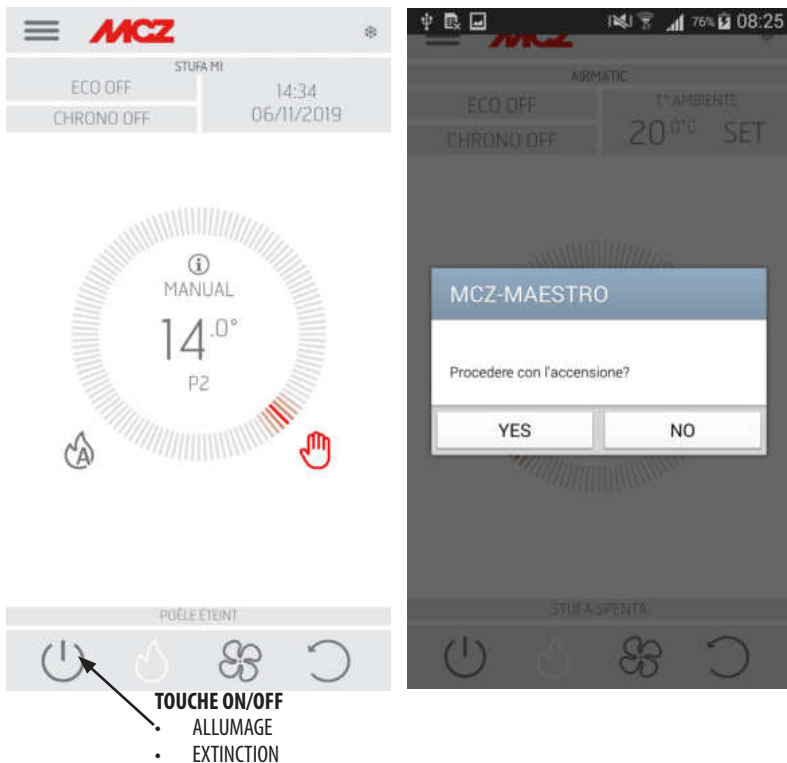 MCZ
STUFA MI
ECO OFF
14:34
CHRONO OFF
06/11/2019
MANUAL
14.0°
P2
A
POÊLE ÉTEINT
TOUCHE ON/OFF
• ALLUMAGE
• EXTINCTION
76% 08:25
MCZ
AIRMATIC
ECO OFF
T° AMBIENTE
CHRONO OFF
20.0°C SET
MCZ-MAESTRO
Procedere con l'accensione?
YES NO
STUFA SPENTA